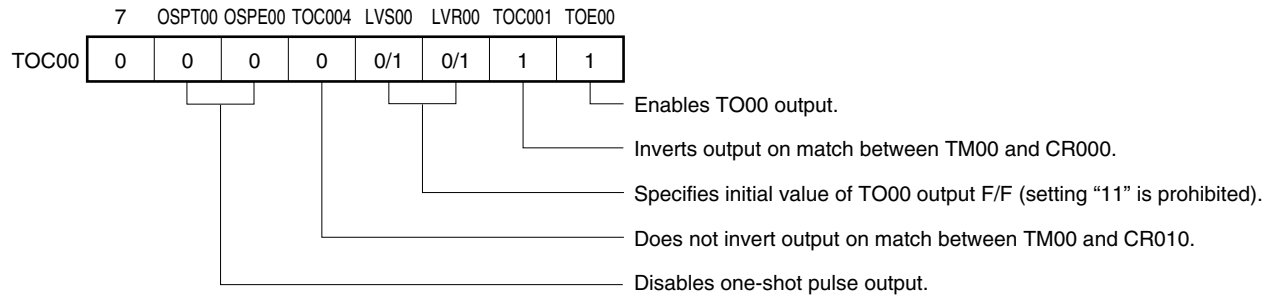 7 OSPT00 OSPE00 TOC004 LVS00 LVR00 TOC001 TOE00
TOC00 0 0 0 0 0/1 0/1 1 1
Enables TO00 output.
Inverts output on match between TM00 and CR000.
Specifies initial value of TO00 output F/F (setting “11” is prohibited).
Does not invert output on match between TM00 and CR010.
Disables one-shot pulse output.